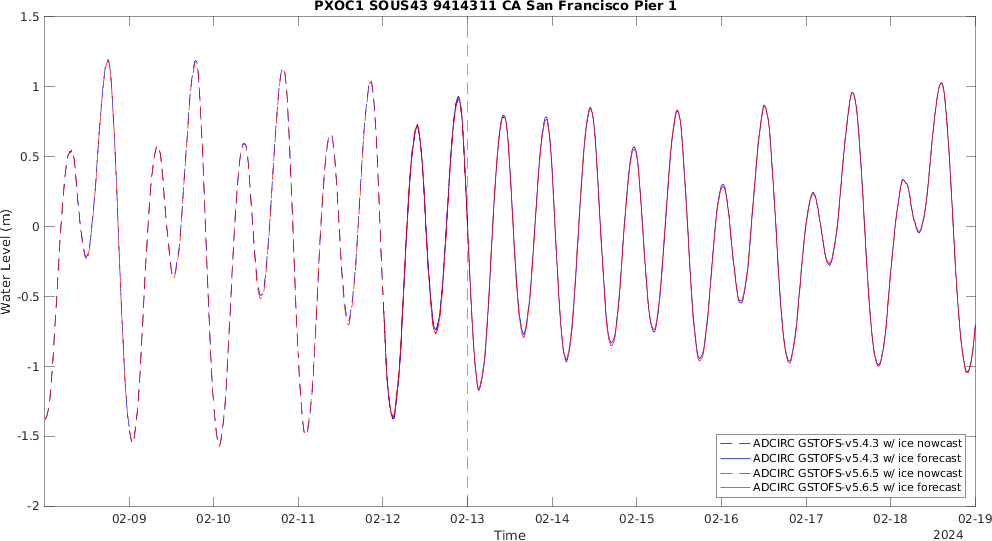 PXOC1 SOUS43 9414311 CA San Francisco Pier 1
1.5
1
0.5
0
-0.5
-1
-1.5
-2
Water Level (m)
02-09
02-10
02-11
02-12
02-13
02-14
02-15
02-16
02-17
02-18
02-19
Time
2024
ADCIRC GSTOFS-v5.4.3 w/ ice nowcast
ADCIRC GSTOFS-v5.4.3 w/ ice forecast
ADCIRC GSTOFS-v5.6.5 w/ ice nowcast
ADCIRC GSTOFS-v5.6.5 w/ ice forecast